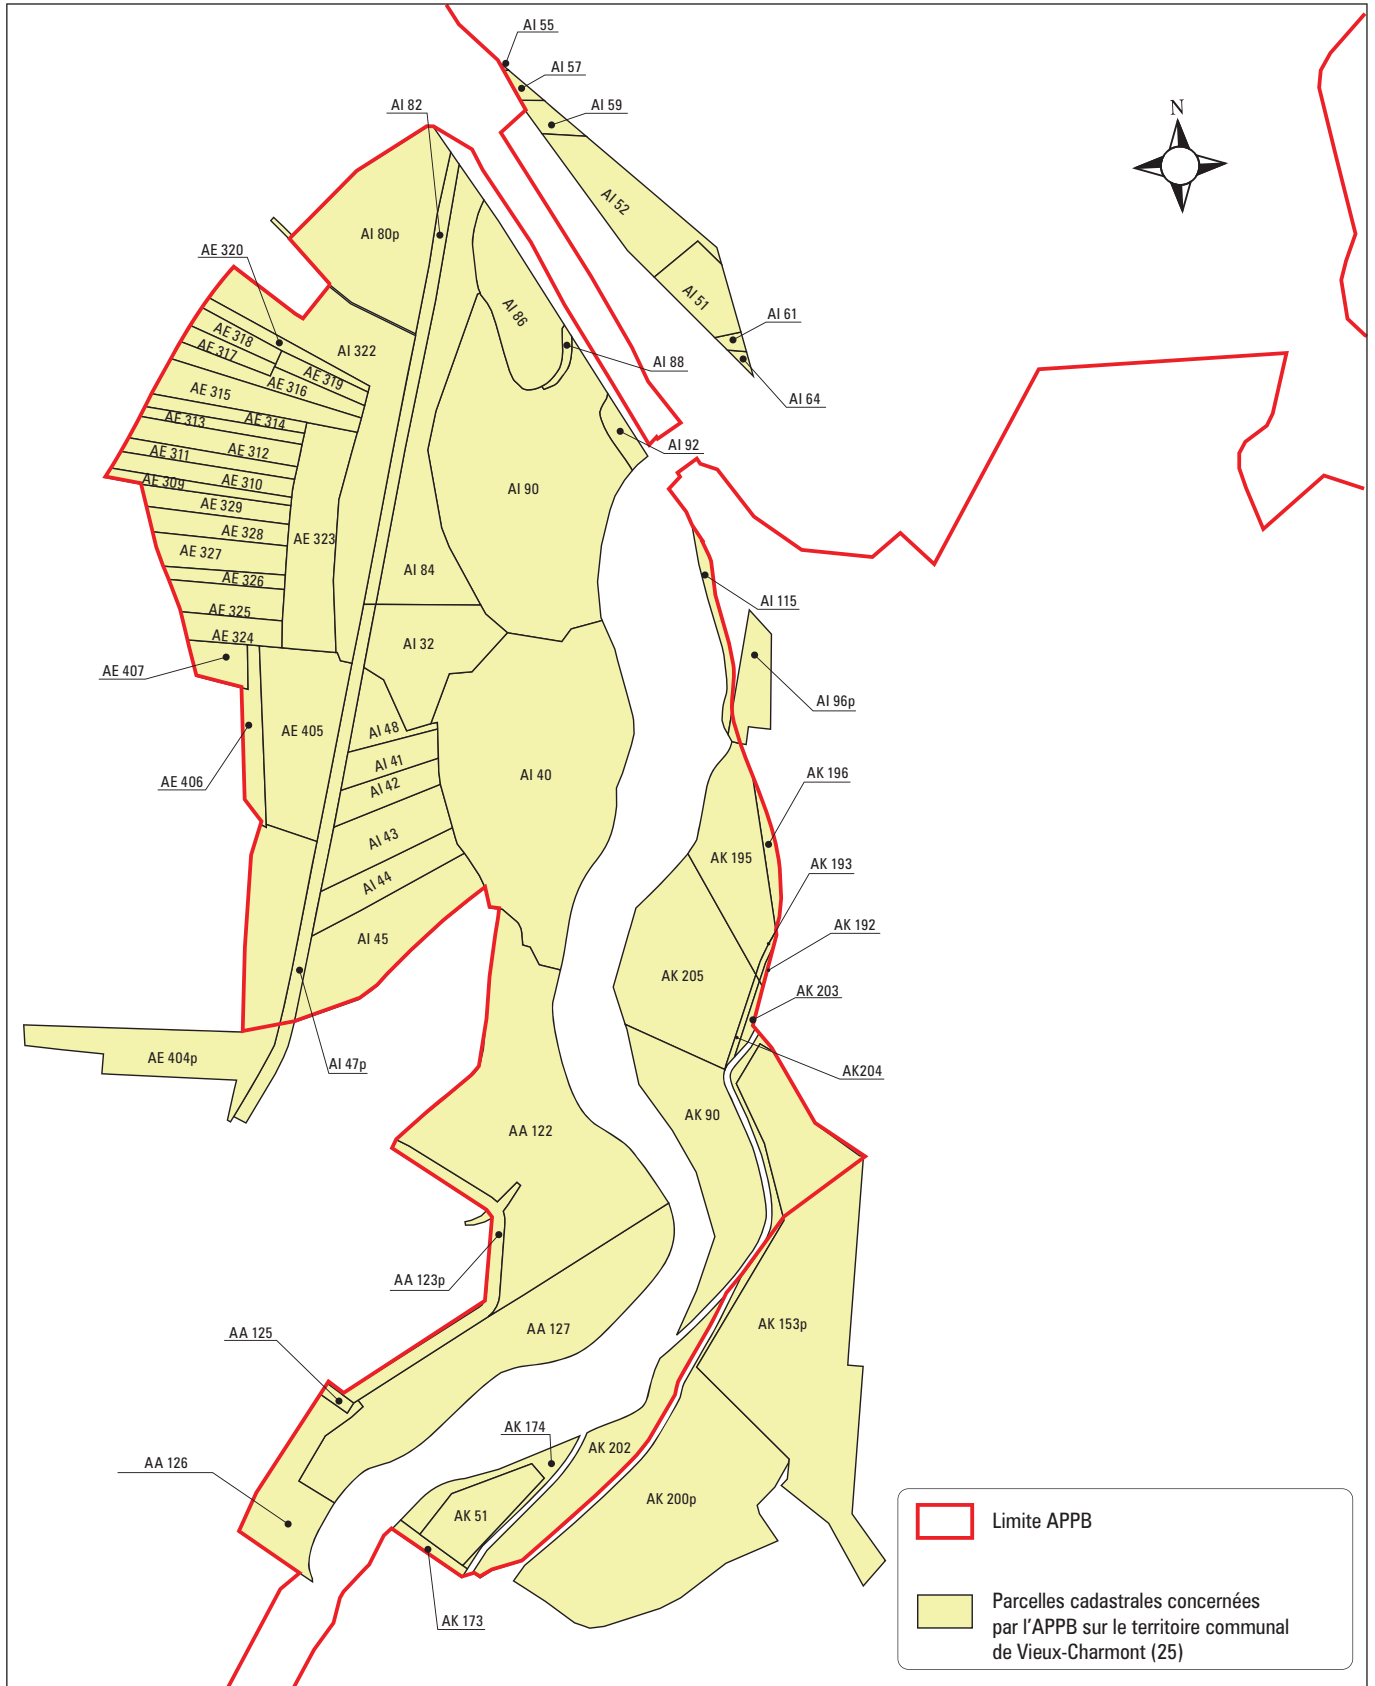 AI 55
AI 57
AI 59
AI 82
N
AI 52
AI 80p
AE 320
AI 51
AI 86
AI 61
AE 318
AE 317
AI 322
AI 88
AE 319
AE 316
AE 315
AI 64
AE 314
AE 313
AI 92
AE 312
AE 311
AE 310
AE 309
AI 90
AE 329
AE 328
AE 323
AE 327
AE 326
AI 84
AI 115
AE 325
AE 324
AI 32
AE 407
AI 96p
AE 405
AI 48
AI 41
AI 40
AK 196
AE 406
AI 42
AI 43
AK 195
AK 193
AI 44
AI 45
AK 192
AK 205
AK 203
AE 404p
AI 47p
AK204
AK 90
AA 122
AA 123p
AA 125
AA 127
AK 153p
AK 174
AK 202
AA 126
AK 51
AK 200p
AK 173
Limite APPB
Parcelles cadastrales concernées
par l'APPB sur le territoire communal
de Vieux-Charmont (25)